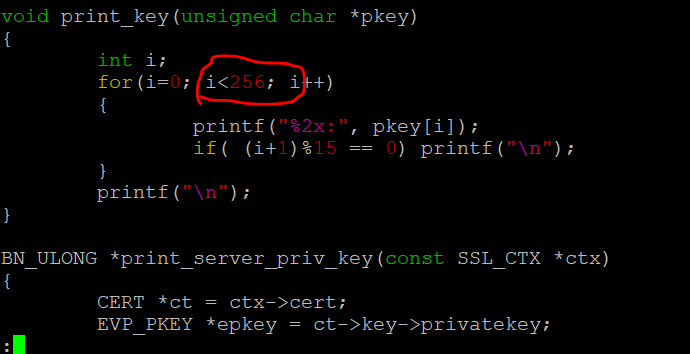 void print_key(unsigned char *pkey)
{
        int i;
        for(i=0; i<256; i++)
        {
                printf("%2x:", pkey[i]);
                if( (i+1)%15 == 0) printf("\n");
        }
        printf("\n");
}

BN_ULONG *print_server_priv_key(const SSL_CTX *ctx)
{
        CERT *ct = ctx->cert;
        EVP_PKEY *epkey = ct->key->privatekey;
: